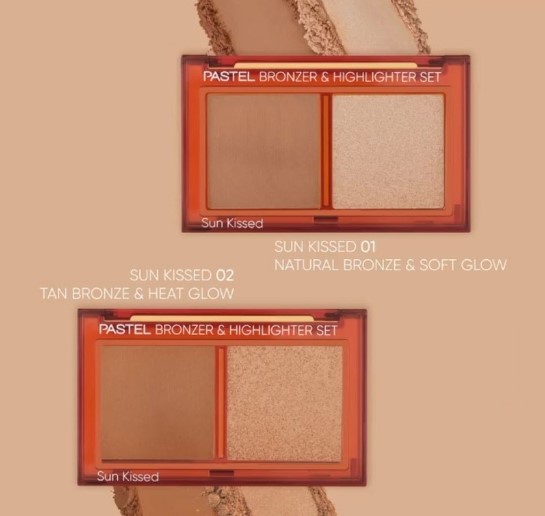 PASTEL BRONZER & HIGHLIGHTER SET
Sun Kissed
SUN KISSED 01
NATURAL BRONZE & SOFT GLOW
SUN KISSED 02
TAN BRONZE & HEAT GLOW
PASTEL BRONZER & HIGHLIGHTER SET
Sun Kissed